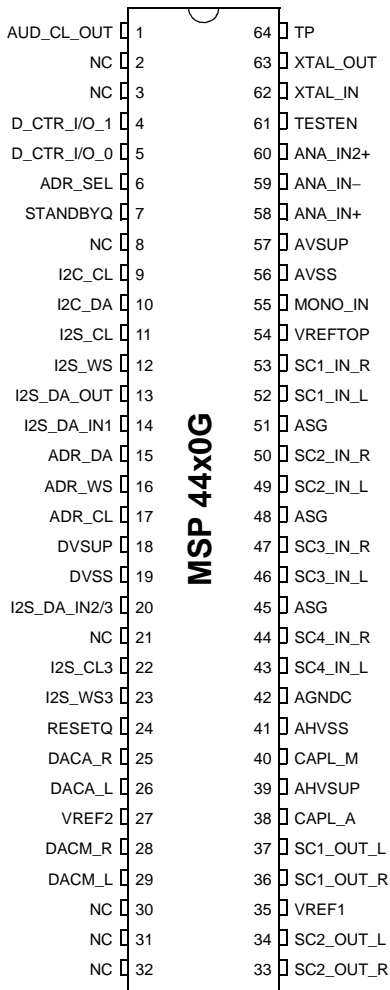 AUD_CL_OUT 1 64 TP
NC 2 63 XTAL_OUT
NC 3 62 XTAL_IN
D_CTR_I/O_1 4 61 TESTEN
D_CTR_I/O_0 5 60 ANA_IN2+
ADR_SEL 6 59 ANA_IN−
STANDBYQ 7 58 ANA_IN+
NC 8 57 AVSUP
I2C_CL 9 56 AVSS
I2C_DA 10 55 MONO_IN
I2S_CL 11 54 VREFTOP
I2S_WS 12 53 SC1_IN_R
I2S_DA_OUT 13 52 SC1_IN_L
I2S_DA_IN1 14 51 ASG
ADR_DA 15 50 SC2_IN_R
ADR_WS 16 49 SC2_IN_L
ADR_CL 17 48 ASG
DVSUP 18 47 SC3_IN_R
DVSS 19 46 SC3_IN_L
I2S_DA_IN2/3 20 45 ASG
NC 21 44 SC4_IN_R
I2S_CL3 22 43 SC4_IN_L
I2S_WS3 23 42 AGNDC
RESETQ 24 41 AHVSS
DACA_R 25 40 CAPL_M
DACA_L 26 39 AHVSUP
VREF2 27 38 CAPL_A
DACM_R 28 37 SC1_OUT_L
DACM_L 29 36 SC1_OUT_R
NC 30 35 VREF1
NC 31 34 SC2_OUT_L
NC 32 33 SC2_OUT_R
MSP 44x0G